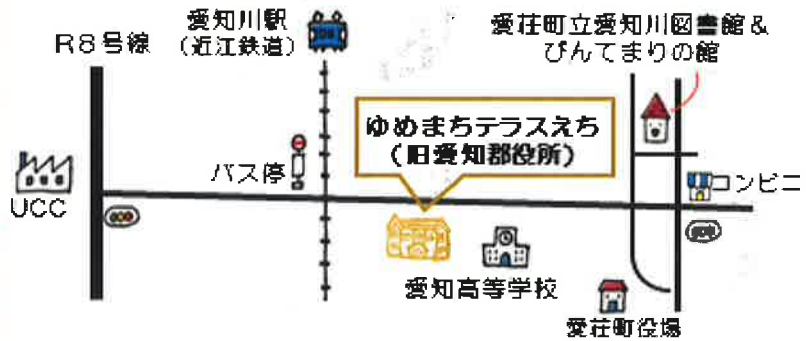 R8号線
愛知川駅
(近江鉄道)
愛荘町立愛知川図書館&
びんてまりの館
ゆめまちテラスえち
(旧愛知郡役所)
バス停
UCC
コンビニ
愛知高等学校
愛荘町役場